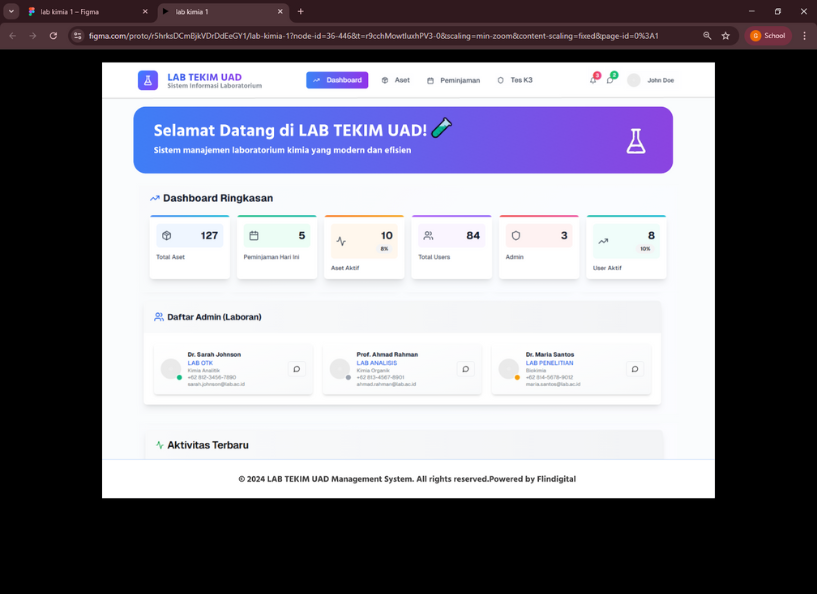 lab kimia 1 – Figma
lab kimia 1
figma.com/proto/r5hrksDCmBjkVDrDdEeGY1/lab-kimia-1?node-id=36-446&t=r9cchMowtluxhPV3-0&scaling=min-zoom&content-scaling=fixed&page-id=0%3A1
G School
LAB TEKIM UAD
Sistem Informasi Laboratorium
Dashboard
Aset
Peminjaman
Tes K3
3
2
John Doe
Selamat Datang di LAB TEKIM UAD!
Sistem manajemen laboratorium kimia yang modern dan efisien
Dashboard Ringkasan
127
Total Aset
5
Peminjaman Hari Ini
10
8%
Aset Aktif
84
Total Users
3
Admin
8
10%
User Aktif
Daftar Admin (Laboran)
Dr. Sarah Johnson
LAB OTK
Kimia Analitik
+62 812-3456-7890
sarah.johnson@lab.ac.id
Prof. Ahmad Rahman
LAB ANALISIS
Kimia Organik
+62 813-4567-8901
ahmad.rahman@lab.ac.id
Dr. Maria Santos
LAB PENELITIAN
Biokimia
+62 814-5678-9012
maria.santos@lab.ac.id
Aktivitas Terbaru
© 2024 LAB TEKIM UAD Management System. All rights reserved.Powered by Flindigital